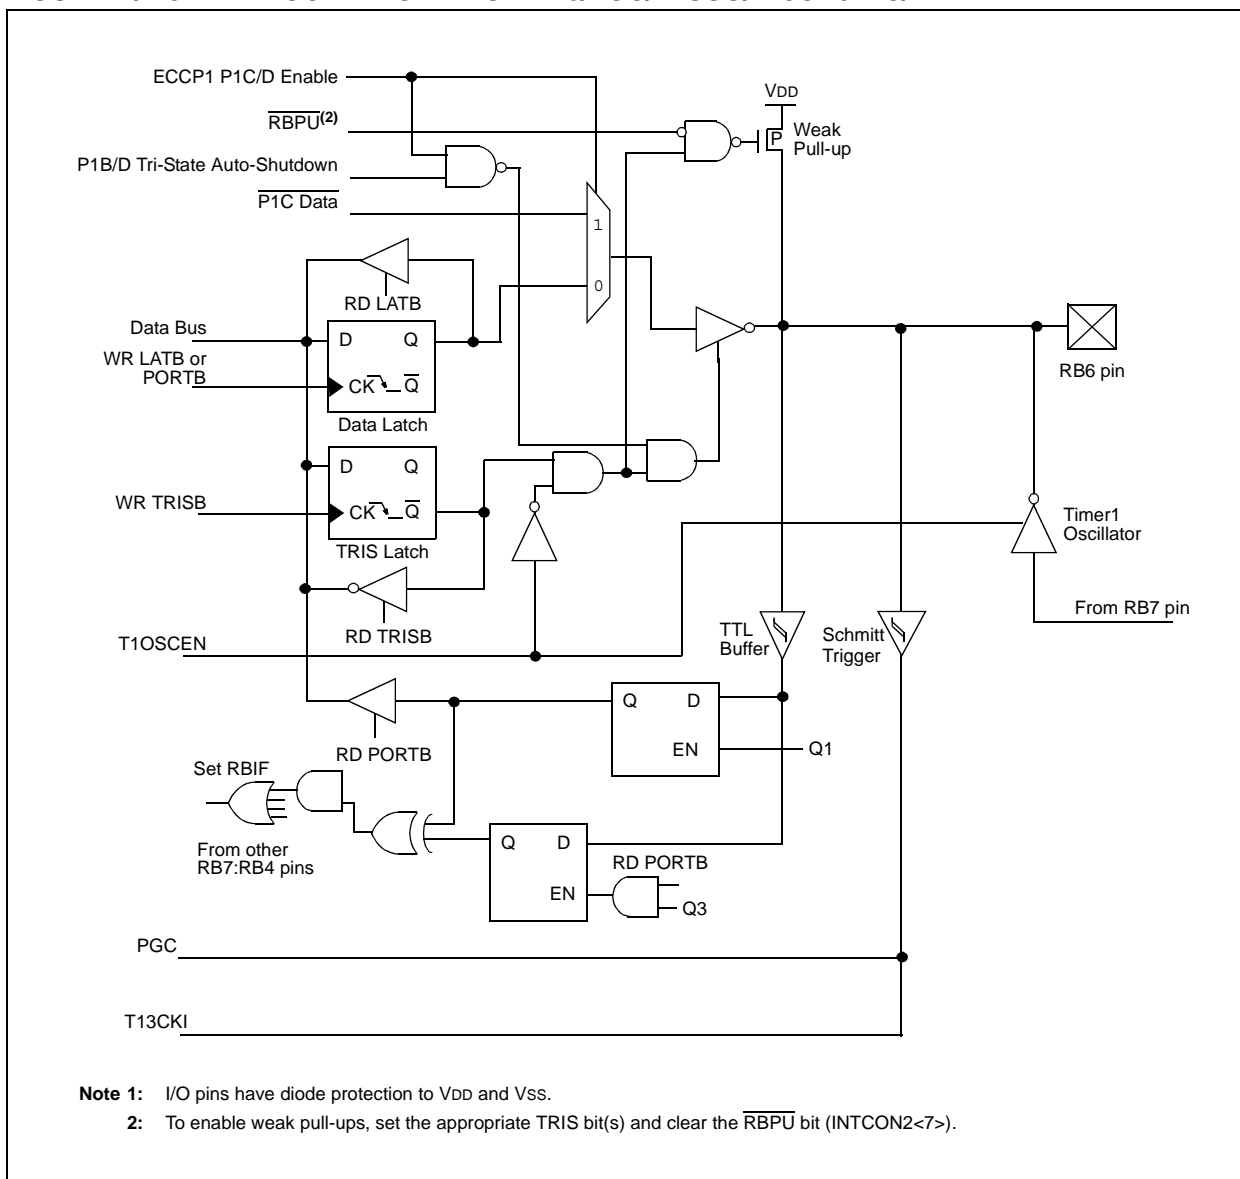 ECCP1 P1C/D Enable
VDD
RBPU(2)
Weak
Pull-up
P
P1B/D Tri-State Auto-Shutdown
P1C Data
1
0
RD LATB
Data Bus
D Q
WR LATB or
PORTB
CK Q
Data Latch
RB6 pin
D Q
WR TRISB
CK Q
TRIS Latch
Timer1
Oscillator
RD TRISB
From RB7 pin
T1OSCEN
TTL
Buffer
Schmitt
Trigger
Q D
EN
Q1
RD PORTB
Set RBIF
From other
RB7:RB4 pins
Q D
EN
RD PORTB
Q3
PGC
T13CKI
Note 1: I/O pins have diode protection to VDD and VSS.
2: To enable weak pull-ups, set the appropriate TRIS bit(s) and clear the RBPU bit (INTCON2<7>).